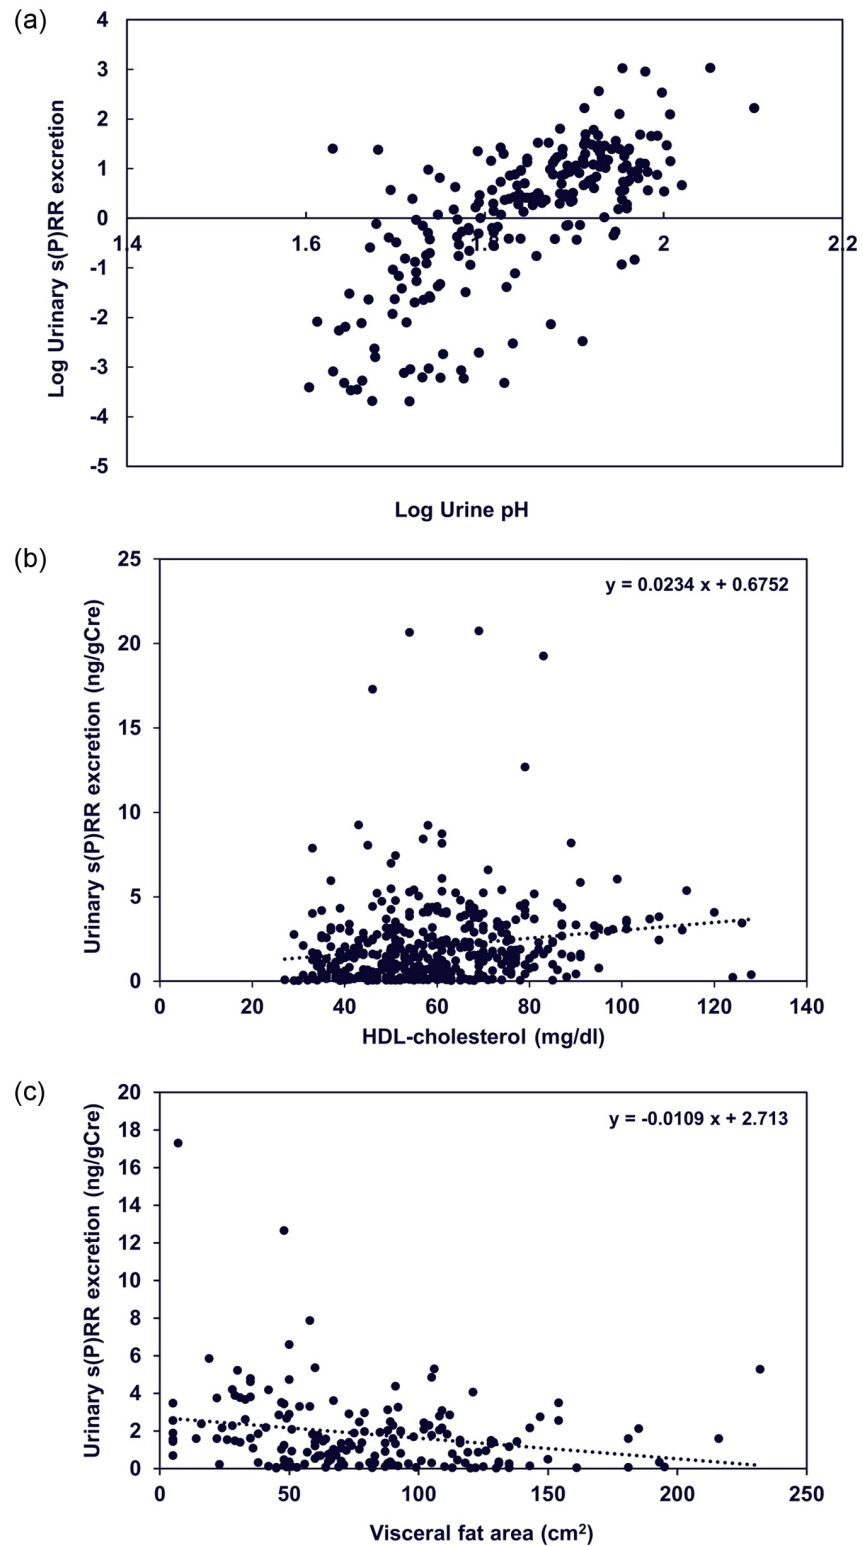 (a)
4
3
2
1
0
-1
-2
-3
-4
-5
1.4
1.6
1.8
2
2.2
Log Urinary s(P)RR excretion
Log Urine pH
(b)
25
20
15
10
5
0
y = 0.0234 x + 0.6752
Urinary s(P)RR excretion (ng/gCre)
0 20 40 60 80 100 120 140
HDL-cholesterol (mg/dl)
(c)
20
18
16
14
12
10
8
6
4
2
0
y = -0.0109 x + 2.713
Urinary s(P)RR excretion (ng/gCre)
0 50 100 150 200 250
Visceral fat area (cm²)